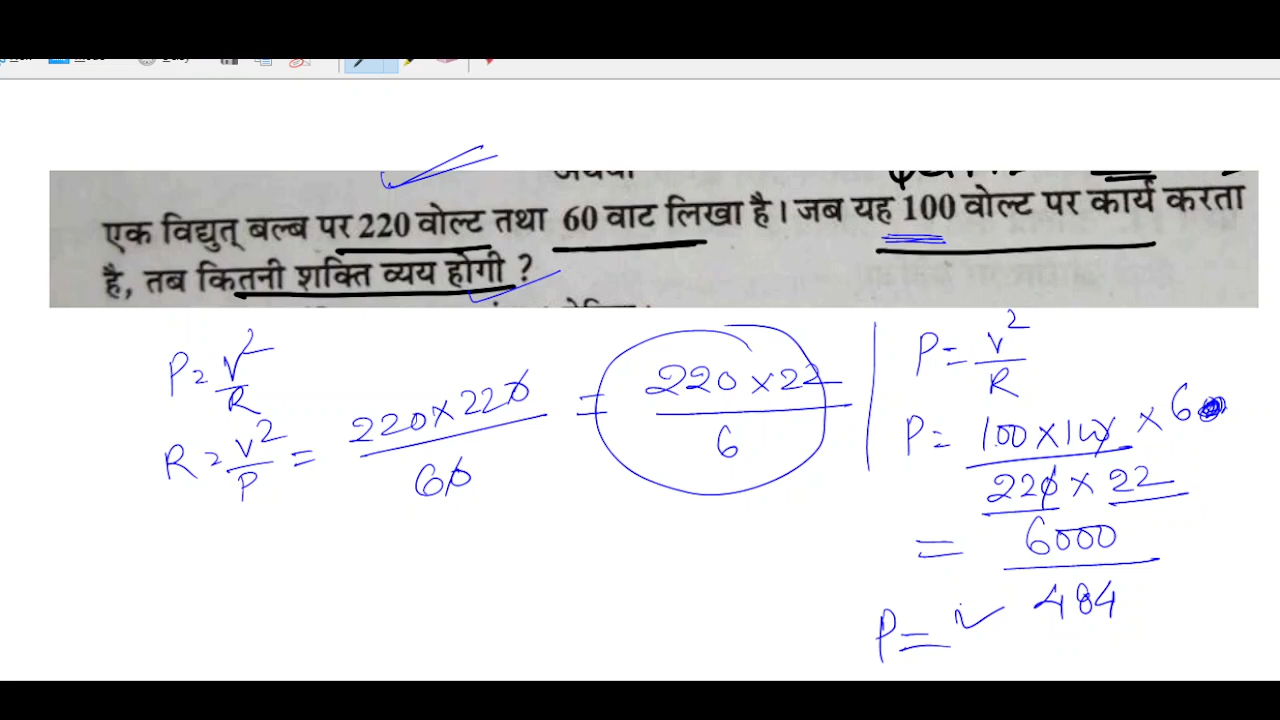 एक विद्युत् बल्ब पर 220 वोल्ट तथा 60 वाट लिखा है। जब यह 100 वोल्ट पर कार्य करता
है, तब कितनी शक्ति व्यय होगी ?
P = V²/R
R = V²/P = 220 × 220 / 60 = 220 × 22 / 6
P = V²/R
P = 100 × 100 × 6 / 220 × 22
= 6000 / 484
P =